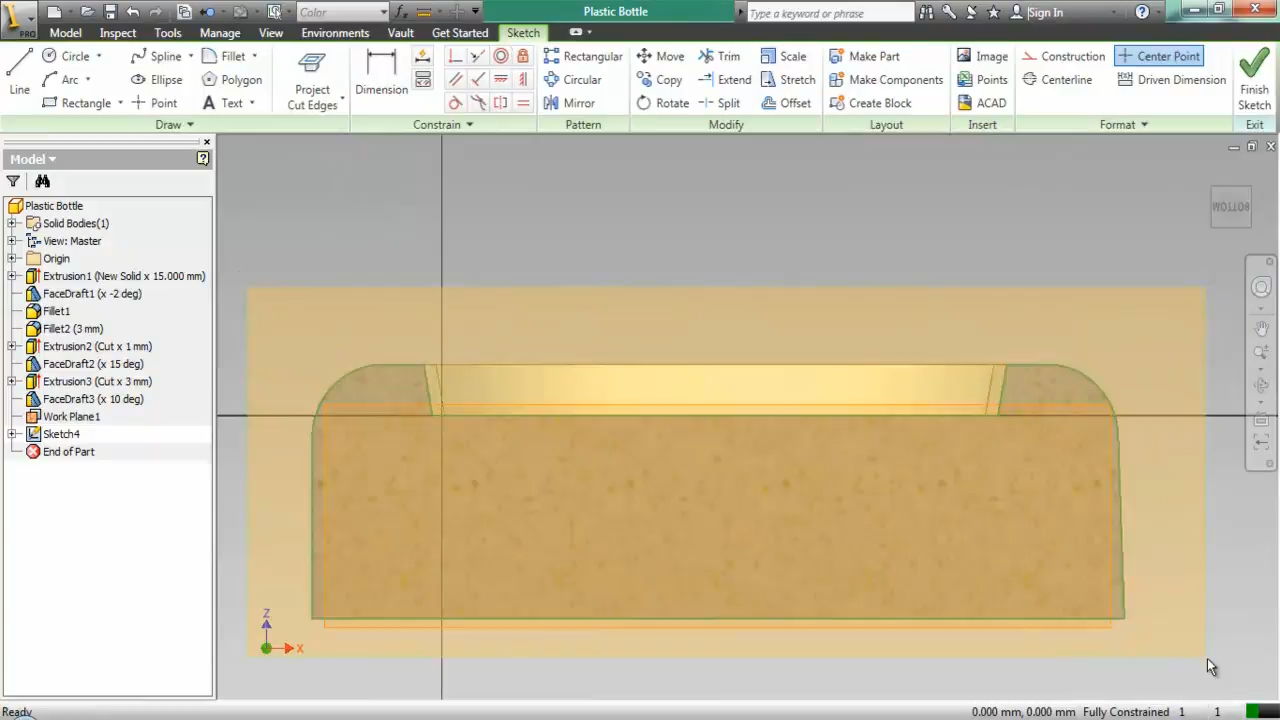 Color
Plastic Bottle
Type a keyword or phrase
Sign In
PRO
Model Inspect Tools Manage View Environments Vault Get Started Sketch
Circle Spline Fillet Rectangular Move Trim Scale Make Part Image Construction Center Point
Line Arc Ellipse Polygon Project Cut Edges Dimension Circular Copy Extend Stretch Make Components Points Centerline Driven Dimension Finish Sketch
Rectangle Point Text Mirror Rotate Split Offset Create Block ACAD
Draw Constrain Pattern Modify Layout Insert Format Exit
Model
Plastic Bottle
Solid Bodies(1)
View: Master
Origin
Extrusion1 (New Solid x 15.000 mm)
FaceDraft1 (x -2 deg)
Fillet1
Fillet2 (3 mm)
Extrusion2 (Cut x 1 mm)
FaceDraft2 (x 15 deg)
Extrusion3 (Cut x 3 mm)
FaceDraft3 (x 10 deg)
Work Plane1
Sketch4
End of Part
BOTTOM
Z
X
Ready
0.000 mm, 0.000 mm Fully Constrained 1 1